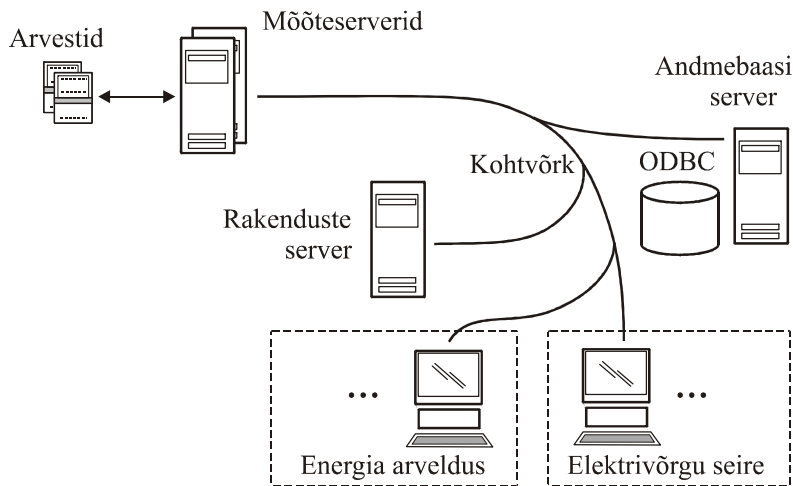 Arvestid
Mõõteserverid
Andmebaasi
server
Kohtvõrk
ODBC
Rakenduste
server
...
...
Energia arveldus
Elektrivõrgu seire